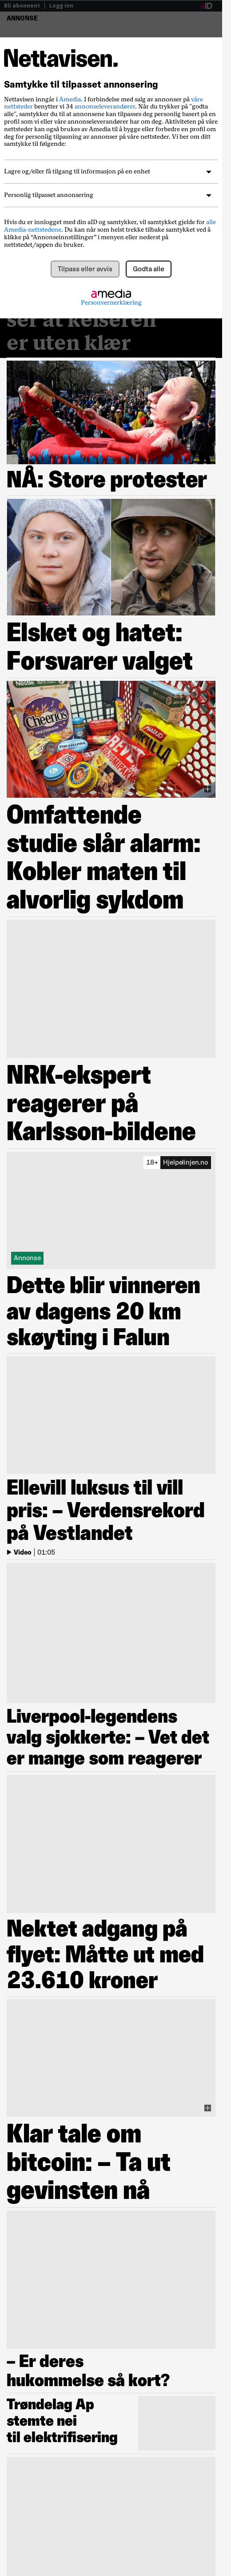 Bli abonnent | Logg inn
aID
ANNONSE
Nettavisen.
Samtykke til tilpasset annonsering
Nettavisen inngår i Amedia. I forbindelse med salg av annonser på våre
nettsteder benytter vi 34 annonseleverandører. Når du trykker på "godta
alle", samtykker du til at annonsene kan tilpasses deg personlig basert på en
profil som vi eller våre annonseleverandører har om deg. Aktiviteten på våre
nettsteder kan også brukes av Amedia til å bygge eller forbedre en profil om
deg for personlig tilpasning av annonser på våre nettsteder. Vi ber om ditt
samtykke til følgende:
Lagre og/eller få tilgang til informasjon på en enhet
Personlig tilpasset annonsering
Hvis du er innlogget med din aID og samtykker, vil samtykket gjelde for alle
Amedia-nettstedene. Du kan når som helst trekke tilbake samtykket ved å
klikke på "Annonseinnstillinger" i menyen eller nederst på
nettstedet/appen du bruker.
Tilpass eller avvis
Godta alle
amedia
Personvernerklæring
ser at keiseren
er uten klær
NÅ: Store protester
Elsket og hatet:
Forsvarer valget
Cheerios
Omfattende
studie slår alarm:
Kobler maten til
alvorlig sykdom
NRK-ekspert
reagerer på
Karlsson-bildene
18+ Hjelpelinjen.no
Annonse
Dette blir vinneren
av dagens 20 km
skøyting i Falun
Ellevill luksus til vill
pris: – Verdensrekord
på Vestlandet
Video | 01:05
Liverpool-legendens
valg sjokkerte: – Vet det
er mange som reagerer
Nektet adgang på
flyet: Måtte ut med
23.610 kroner
Klar tale om
bitcoin: – Ta ut
gevinsten nå
– Er deres
hukommelse så kort?
Trøndelag Ap
stemte nei
til elektrifisering